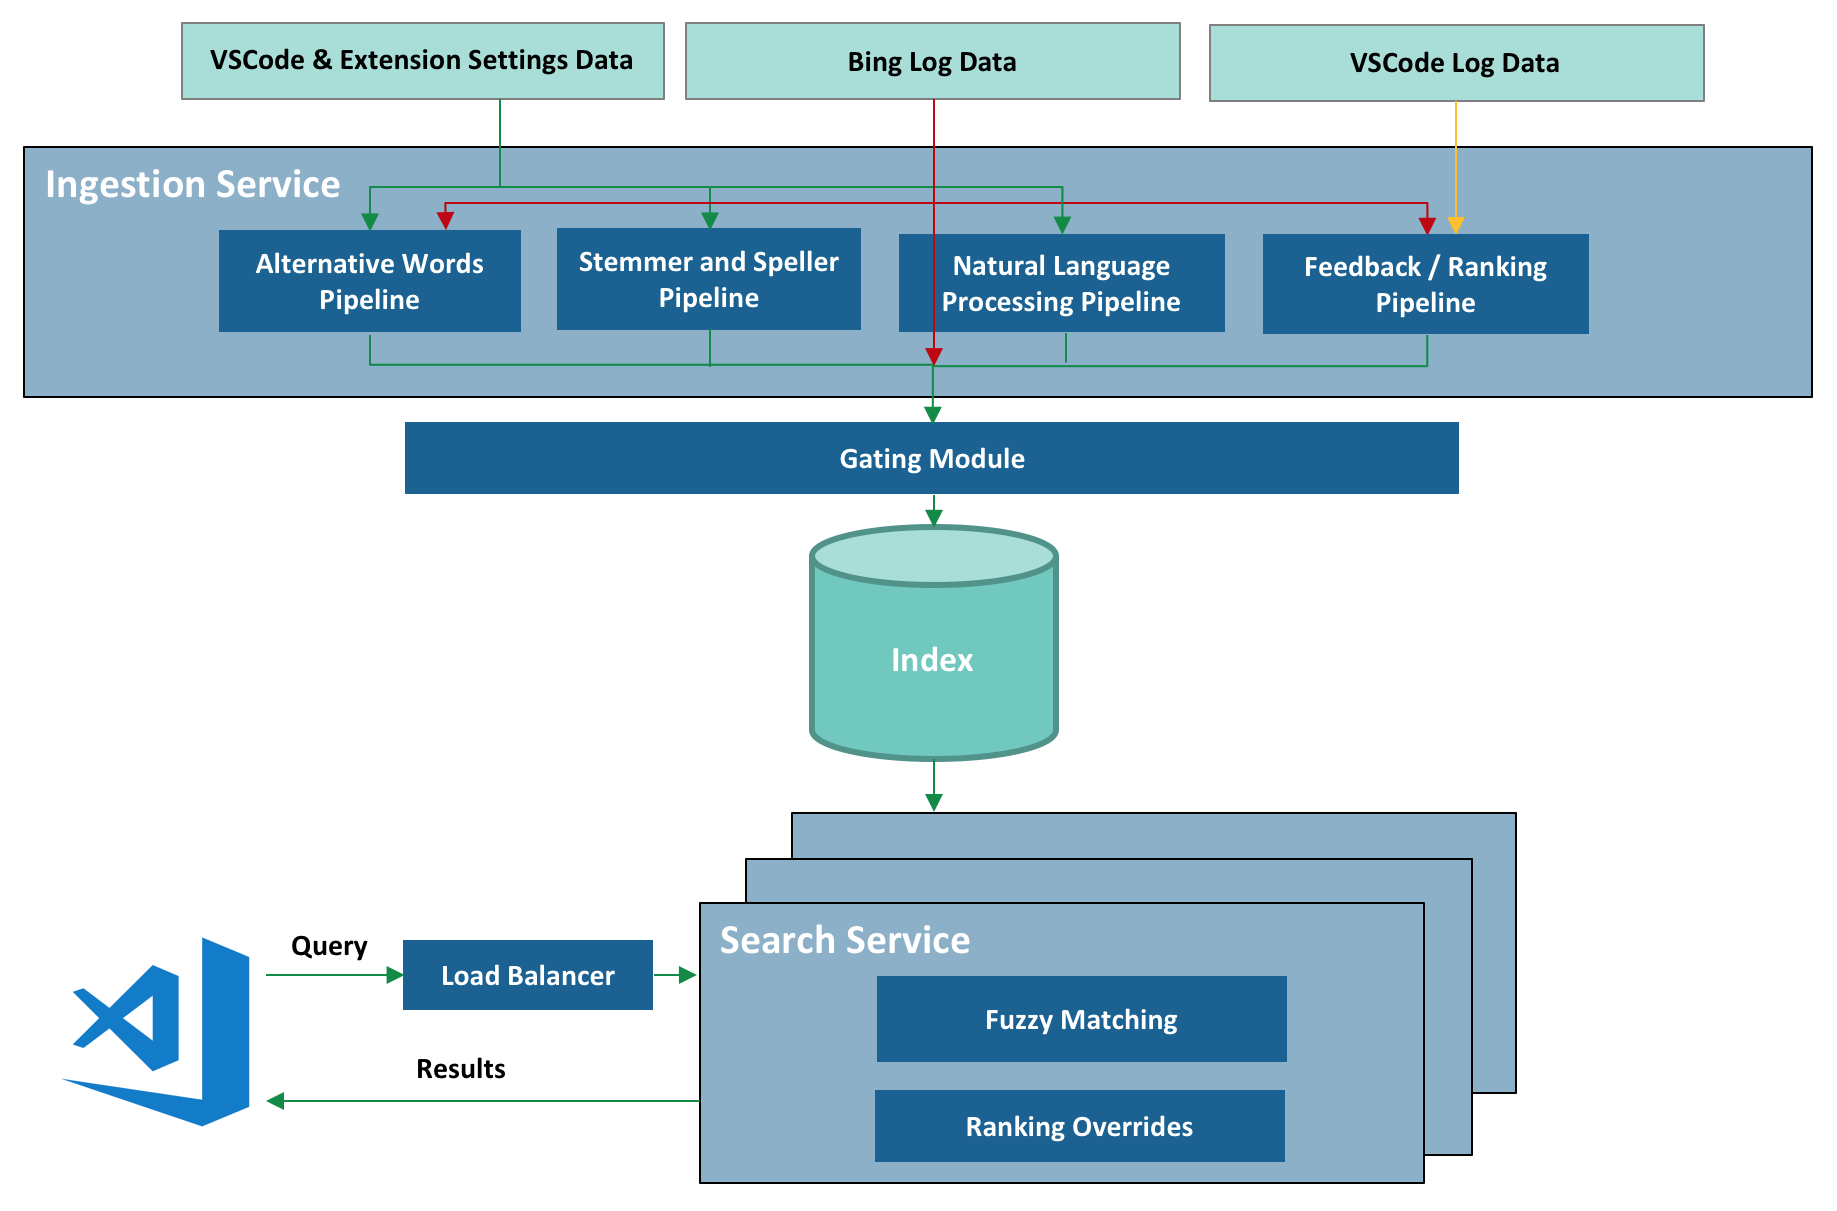 VSCode & Extension Settings Data
Bing Log Data
VSCode Log Data
Ingestion Service
Alternative Words
Pipeline
Stemmer and Speller
Pipeline
Natural Language
Processing Pipeline
Feedback / Ranking
Pipeline
Gating Module
Index
Search Service
Query
Load Balancer
Fuzzy Matching
Results
Ranking Overrides